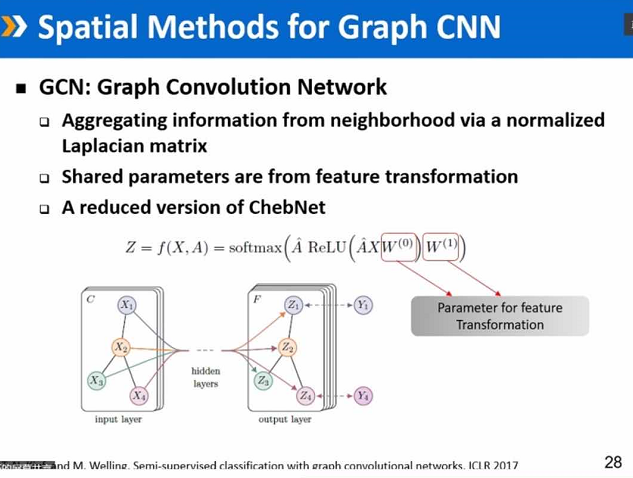 Spatial Methods for Graph CNN
GCN: Graph Convolution Network
Aggregating information from neighborhood via a normalized
Laplacian matrix
Shared parameters are from feature transformation
A reduced version of ChebNet
Z = f(X, A) = softmax(Â ReLU(ÂXW⁽⁰⁾) W⁽¹⁾)
Parameter for feature
Transformation
C
X₁
X₂
X₃
X₄
input layer
hidden
layers
F
Z₁
Z₂
Z₃
Z₄
output layer
Y₁
Y₄
and M. Welling. Semi-supervised classification with graph convolutional networks. ICLR 2017
28